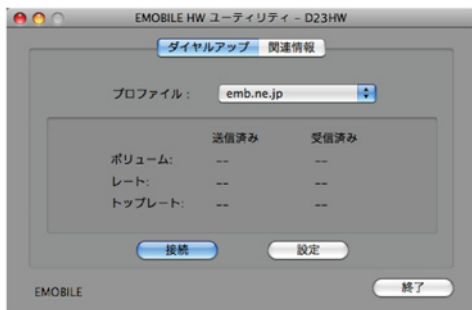 EMOBILE HW ユーティリティ – D23HW
ダイヤルアップ 関連情報
プロファイル: emb.ne.jp
送信済み 受信済み
ボリューム: -- --
レート: -- --
トップレート: -- --
接続 設定
EMOBILE 終了